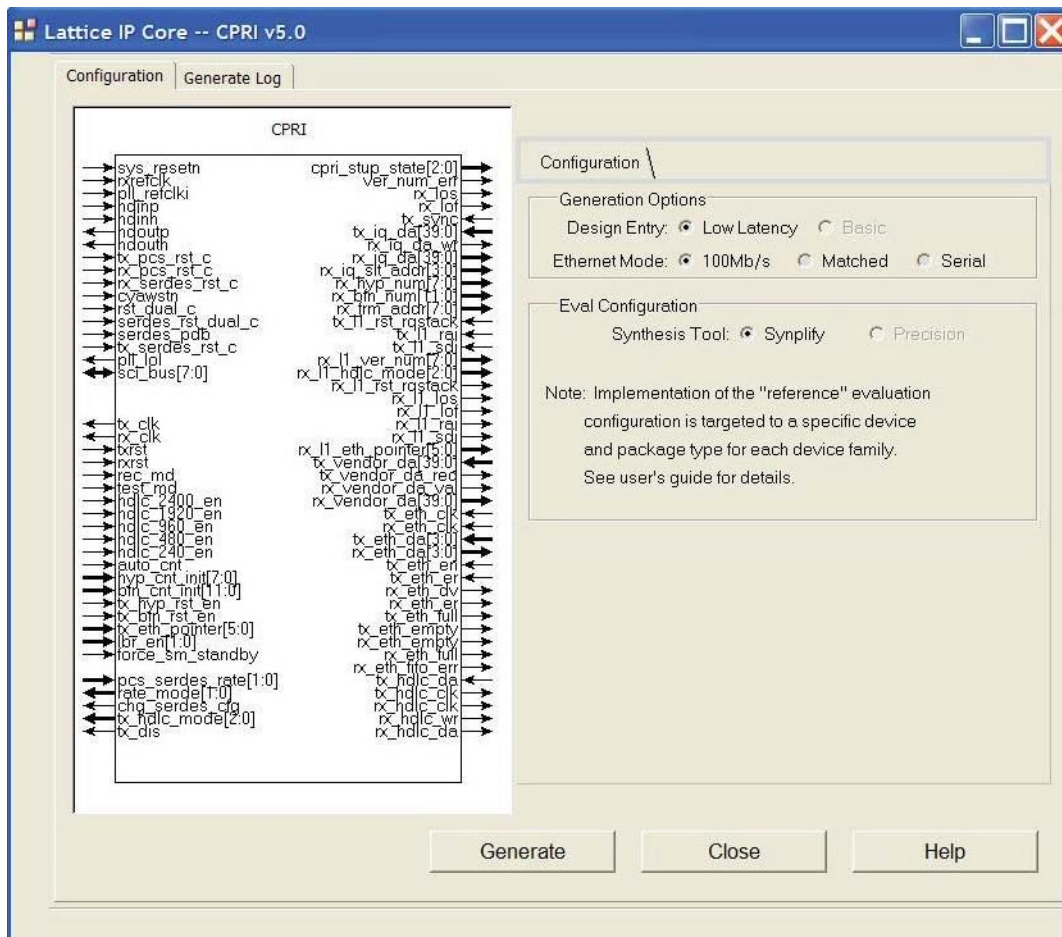 Lattice IP Core -- CPRI v5.0
Configuration
Generate Log
CPRI
sys_resetn
rxrefclk
pll_refclki
hdinp
hdinn
hdoutp
hdoutn
tx_pcs_rst_c
rx_pcs_rst_c
rx_serdes_rst_c
cyawstn
rst_dual_c
serdes_rst_dual_c
serdes_pdb
tx_serdes_rst_c
pll_lol
sci_bus[7:0]
tx_clk
rx_clk
txrst
rxrst
rec_md
test_md
hdlc_2400_en
hdlc_1920_en
hdlc_960_en
hdlc_480_en
hdlc_240_en
auto_cnt
hyp_cnt_init[7:0]
bfn_cnt_init[11:0]
tx_hyp_rst_en
tx_bfn_rst_en
tx_eth_pointer[5:0]
lbr_en[1:0]
force_sm_standby
pcs_serdes_rate[1:0]
rate_mode[1:0]
chg_serdes_cfg
tx_hdlc_mode[2:0]
tx_dis
cpri_stup_state[2:0]
ver_num_err
rx_los
rx_lof
tx_sync
tx_iq_da[39:0]
tx_iq_da_wr
rx_iq_da[39:0]
rx_iq_slt_addr[3:0]
rx_hyp_num[7:0]
rx_bfn_num[11:0]
rx_frm_addr[7:0]
tx_l1_rst_rqstack
tx_l1_rai
tx_l1_sdi
rx_l1_ver_num[7:0]
rx_l1_hdlc_mode[2:0]
rx_l1_rst_rqstack
rx_l1_los
rx_l1_lof
rx_l1_rai
rx_l1_sdi
rx_l1_eth_pointer[5:0]
tx_vendor_da[39:0]
tx_vendor_da_req
rx_vendor_da_val
rx_vendor_da[39:0]
tx_eth_clk
rx_eth_clk
tx_eth_da[3:0]
rx_eth_da[3:0]
tx_eth_en
tx_eth_er
rx_eth_dv
rx_eth_er
tx_eth_full
tx_eth_empty
rx_eth_empty
rx_eth_full
rx_eth_fifo_err
tx_hdlc_da
tx_hdlc_clk
rx_hdlc_clk
rx_hdlc_wr
rx_hdlc_da
Configuration
Generation Options
Design Entry: Low Latency Basic
Ethernet Mode: 100Mb/s Matched Serial
Eval Configuration
Synthesis Tool: Synplify Precision
Note: Implementation of the "reference" evaluation
configuration is targeted to a specific device
and package type for each device family.
See user's guide for details.
Generate
Close
Help